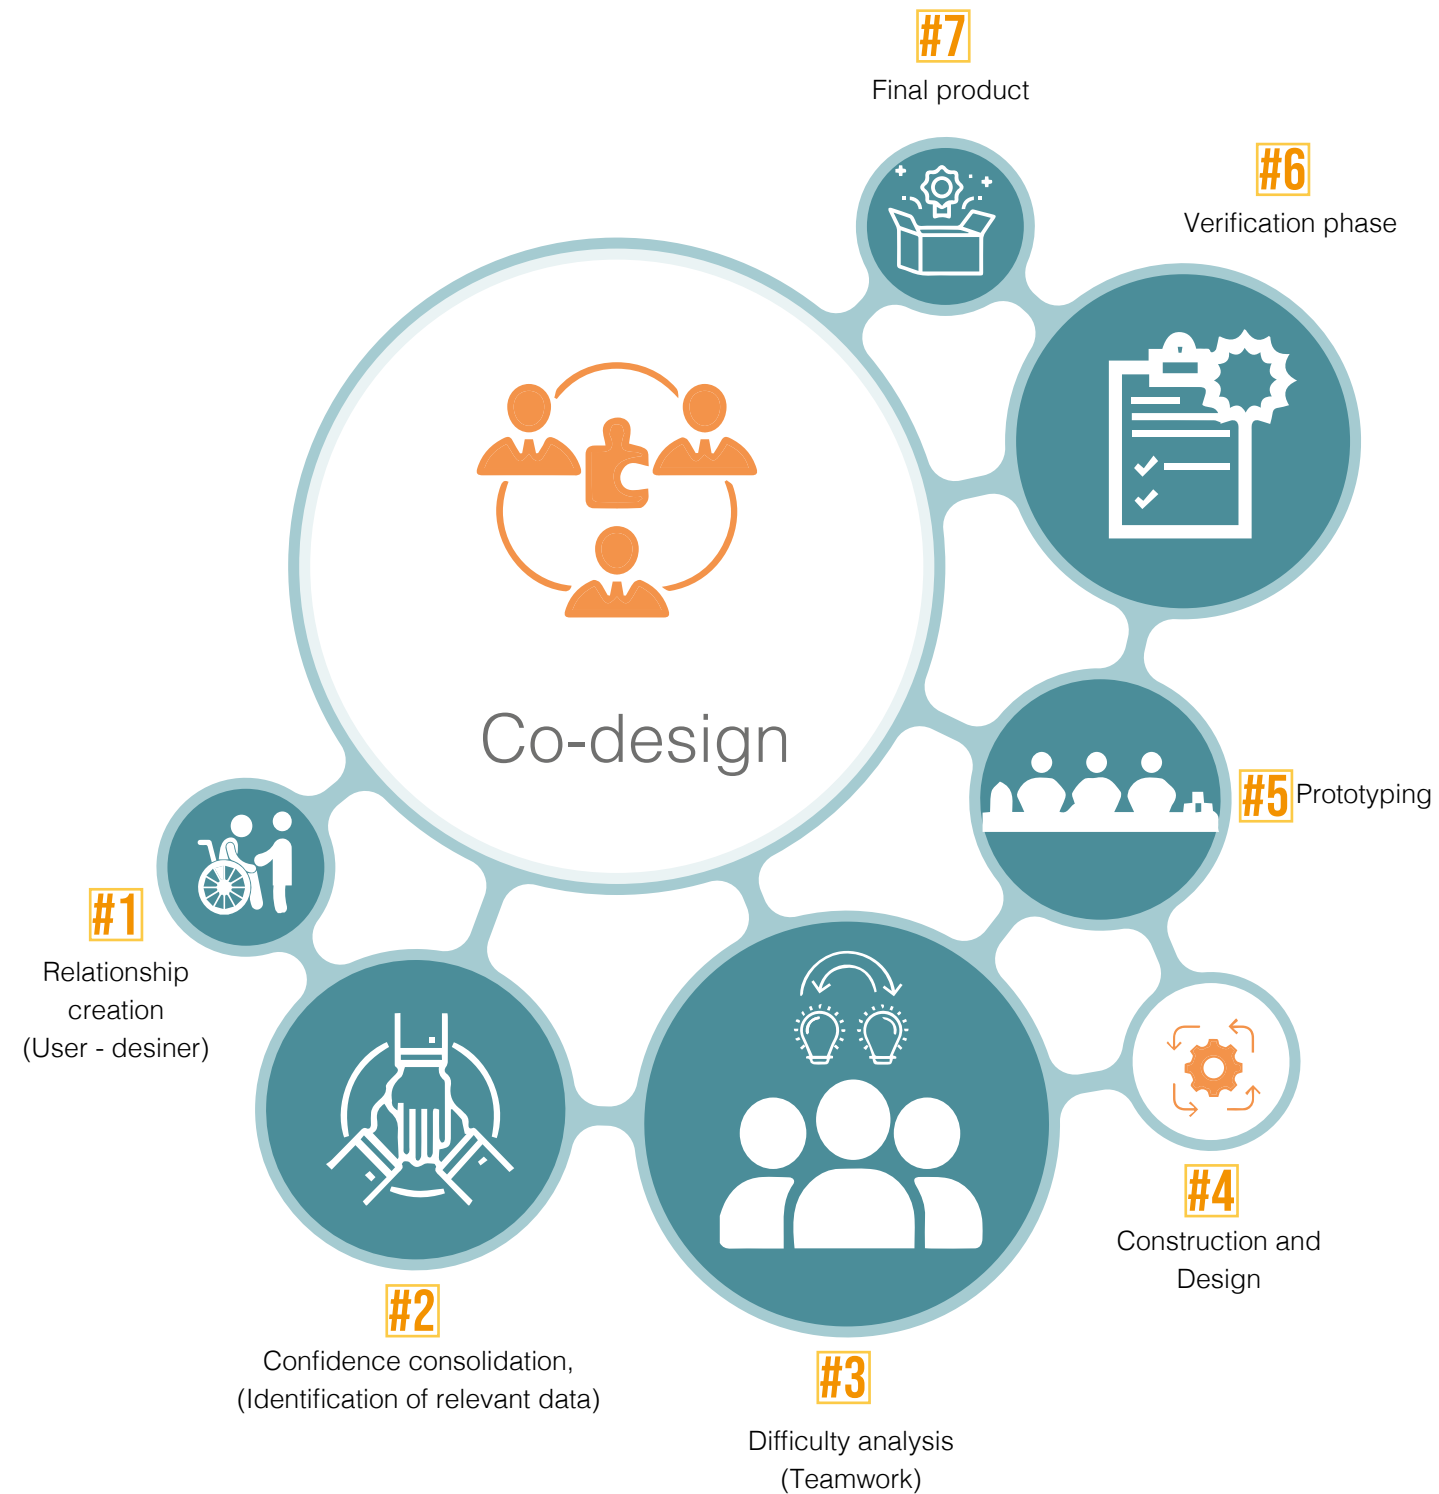 #7
Final product
#6
Verification phase
Co-design
#5 Prototyping
#1
Relationship
creation
(User - desiner)
#4
Construction and
Design
#2
Confidence consolidation,
(Identification of relevant data)
#3
Difficulty analysis
(Teamwork)